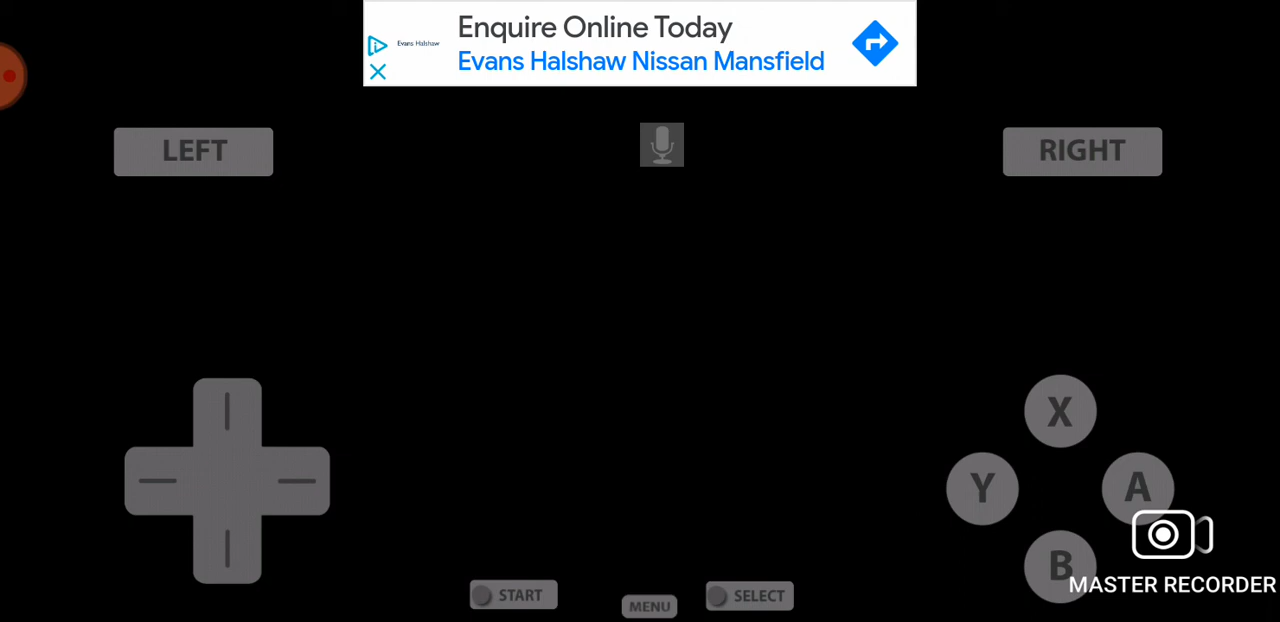 Enquire Online Today
Evans Halshaw
Evans Halshaw Nissan Mansfield
LEFT
RIGHT
X
Y
A
B
MASTER RECORDER
START
MENU
SELECT